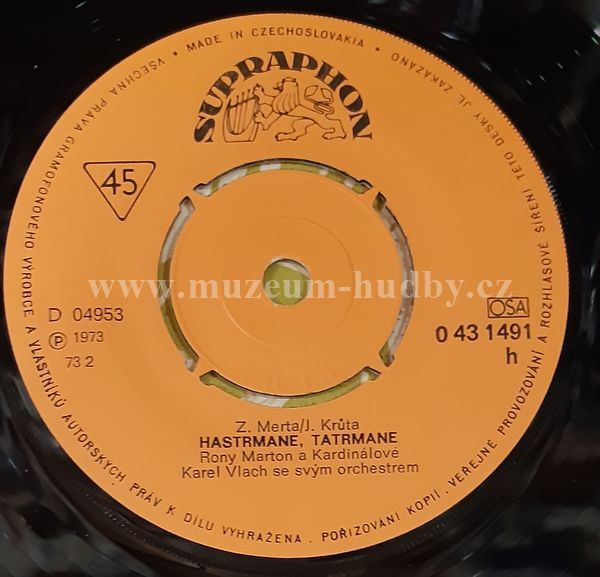 MADE IN CZECHOSLOVAKIA • VŠECHNA PRÁVA GRAMOFONOVÉHO VÝROBCE A VLASTNÍKŮ AUTORSKÝCH PRÁV K DÍLU VYHRAŽENA. POŘIZOVÁNÍ KOPIÍ, VEŘEJNÉ PROVOZOVÁNÍ A ROZHLASOVÉ ŠÍŘENÍ TÉTO DESKY JE ZAKÁZÁNO •
SUPRAPHON
45
www.muzeum-hudby.cz
D 04953
Ⓟ 1973
73 2
OSA
0 43 1491
h
Z. Merta/J. Krůta
HASTRMANE, TATRMANE
Rony Marton a Kardinálové
Karel Vlach se svým orchestrem